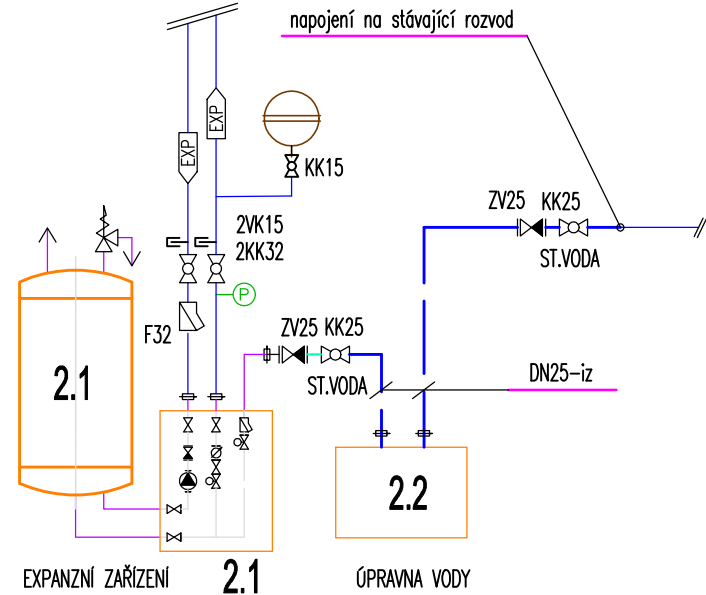 napojení na stávající rozvod
EXP
EXP
KK15
2VK15
2KK32
ZV25 KK25
ST.VODA
P
F32
ZV25 KK25
ST.VODA
DN25-iz
2.1
2.2
EXPANZNÍ ZAŘÍZENÍ
2.1
ÚPRAVNA VODY